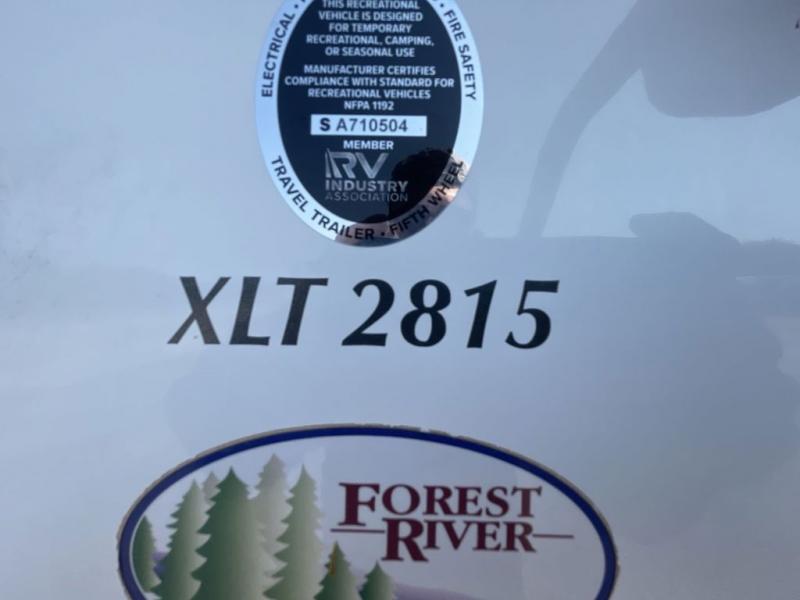 ELECTRICAL •
• FIRE SAFETY
THIS RECREATIONAL
VEHICLE IS DESIGNED
FOR TEMPORARY
RECREATIONAL, CAMPING,
OR SEASONAL USE
MANUFACTURER CERTIFIES
COMPLIANCE WITH STANDARD FOR
RECREATIONAL VEHICLES
NFPA 1192
S A710504
MEMBER
RV
INDUSTRY
ASSOCIATION
TRAVEL TRAILER • FIFTH WHEEL
XLT 2815
FOREST
RIVER